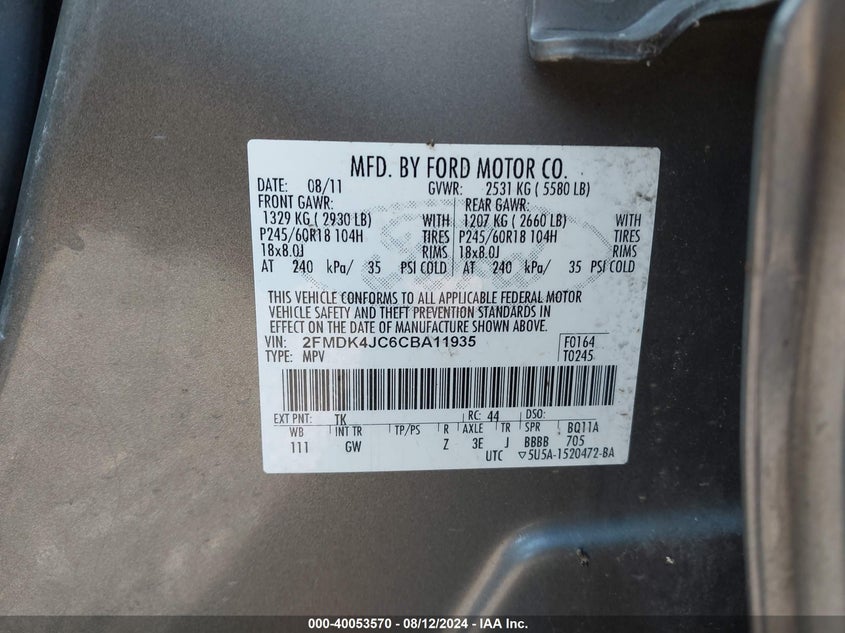 MFD. BY FORD MOTOR CO.
DATE: 08/11 GVWR: 2531 KG ( 5580 LB)
FRONT GAWR: REAR GAWR:
1329 KG ( 2930 LB) WITH 1207 KG ( 2660 LB) WITH
P245/60R18 104H TIRES P245/60R18 104H TIRES
18x8.0J RIMS 18x8.0J RIMS
AT 240 kPa/ 35 PSI COLD AT 240 kPa/ 35 PSI COLD
THIS VEHICLE CONFORMS TO ALL APPLICABLE FEDERAL MOTOR
VEHICLE SAFETY AND THEFT PREVENTION STANDARDS IN
EFFECT ON THE DATE OF MANUFACTURE SHOWN ABOVE.
VIN: 2FMDK4JC6CBA11935 F0164
TYPE: MPV T0245
EXT PNT: TK RC: 44 DSO:
WB INT TR TP/PS R AXLE TR SPR BQ11A
111 GW Z 3E J BBBB 705
UTC ▽5U5A-1520472-BA
000-40053570 - 08/12/2024 - IAA Inc.